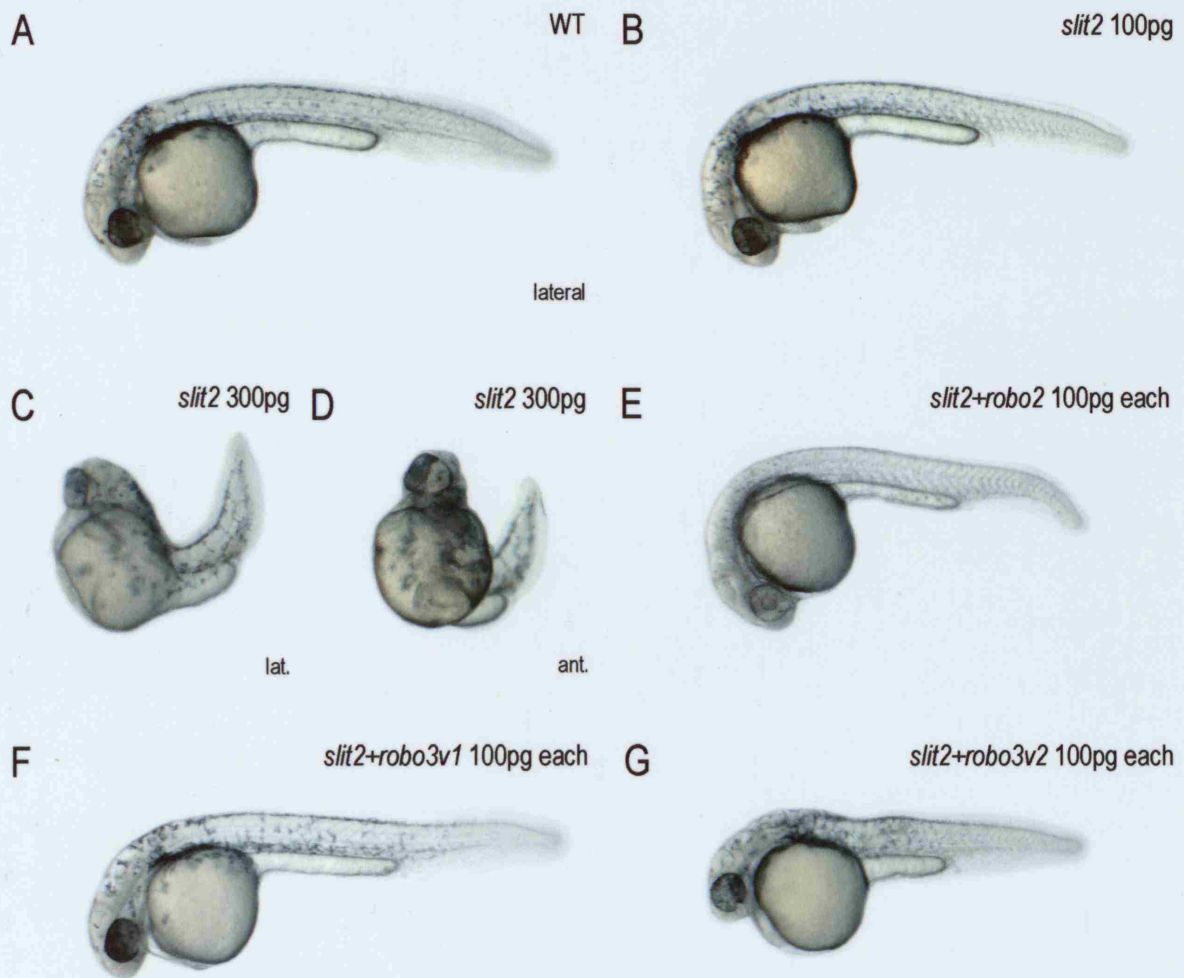 A WT
B slit2 100pg
lateral
C slit2 300pg
D slit2 300pg
E slit2+robo2 100pg each
lat.
ant.
F slit2+robo3v1 100pg each
G slit2+robo3v2 100pg each